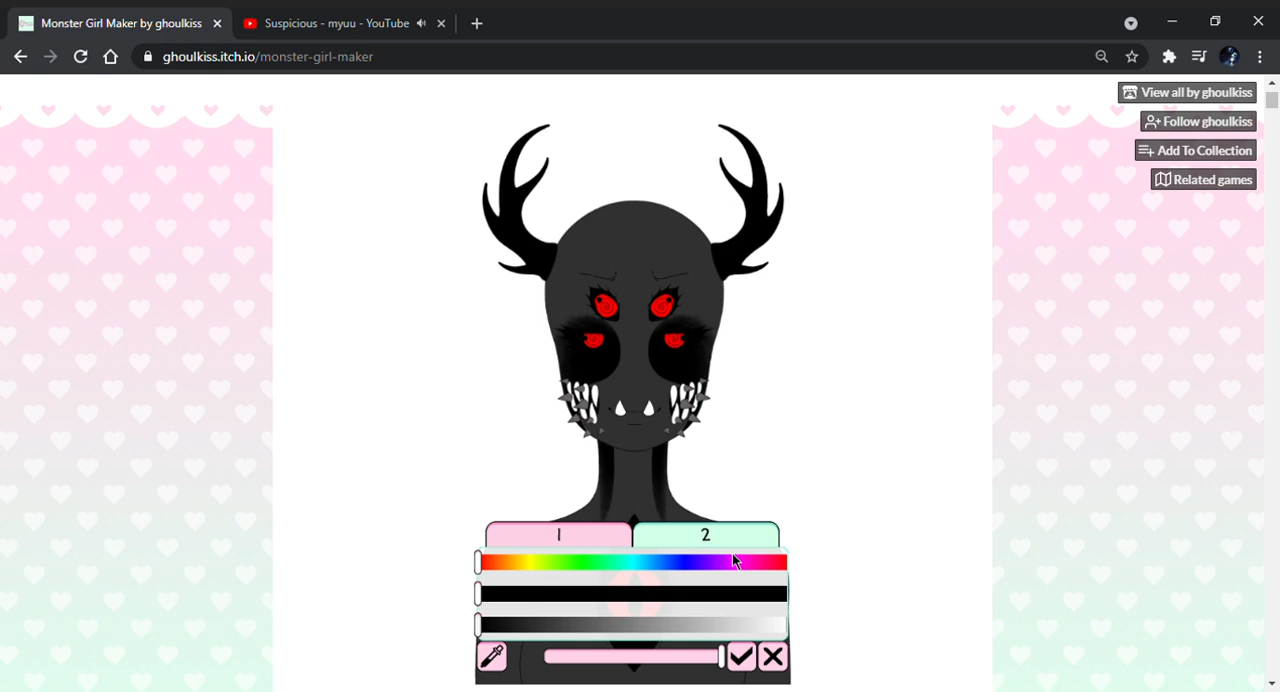 Monster Girl Maker by ghoulkiss
Suspicious - myuu - YouTube
ghoulkiss.itch.io/monster-girl-maker
View all by ghoulkiss
Follow ghoulkiss
Add To Collection
Related games
1
2